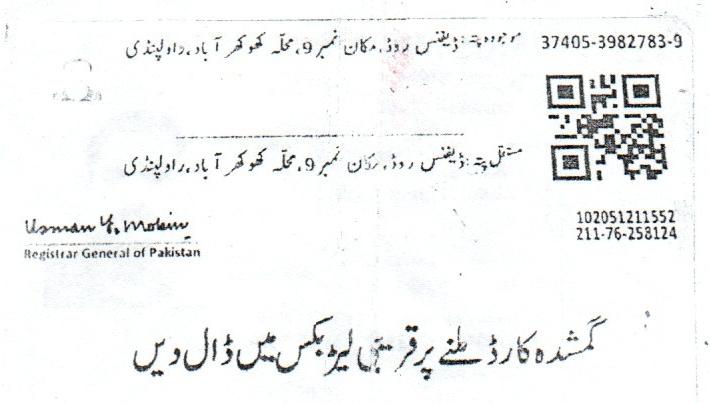 موجودہ پتہ: ڈیفنس روڈ، مکان نمبر 9، محلہ کھوکھر آباد، راولپنڈی
37405-3982783-9
مستقل پتہ: ڈیفنس روڈ، مکان نمبر 9، محلہ کھوکھر آباد، راولپنڈی
102051211552
211-76-258124
Usman Y. Mobin
Registrar General of Pakistan
گمشدہ کارڈ ملنے پر قریبی لیٹر بکس میں ڈال دیں